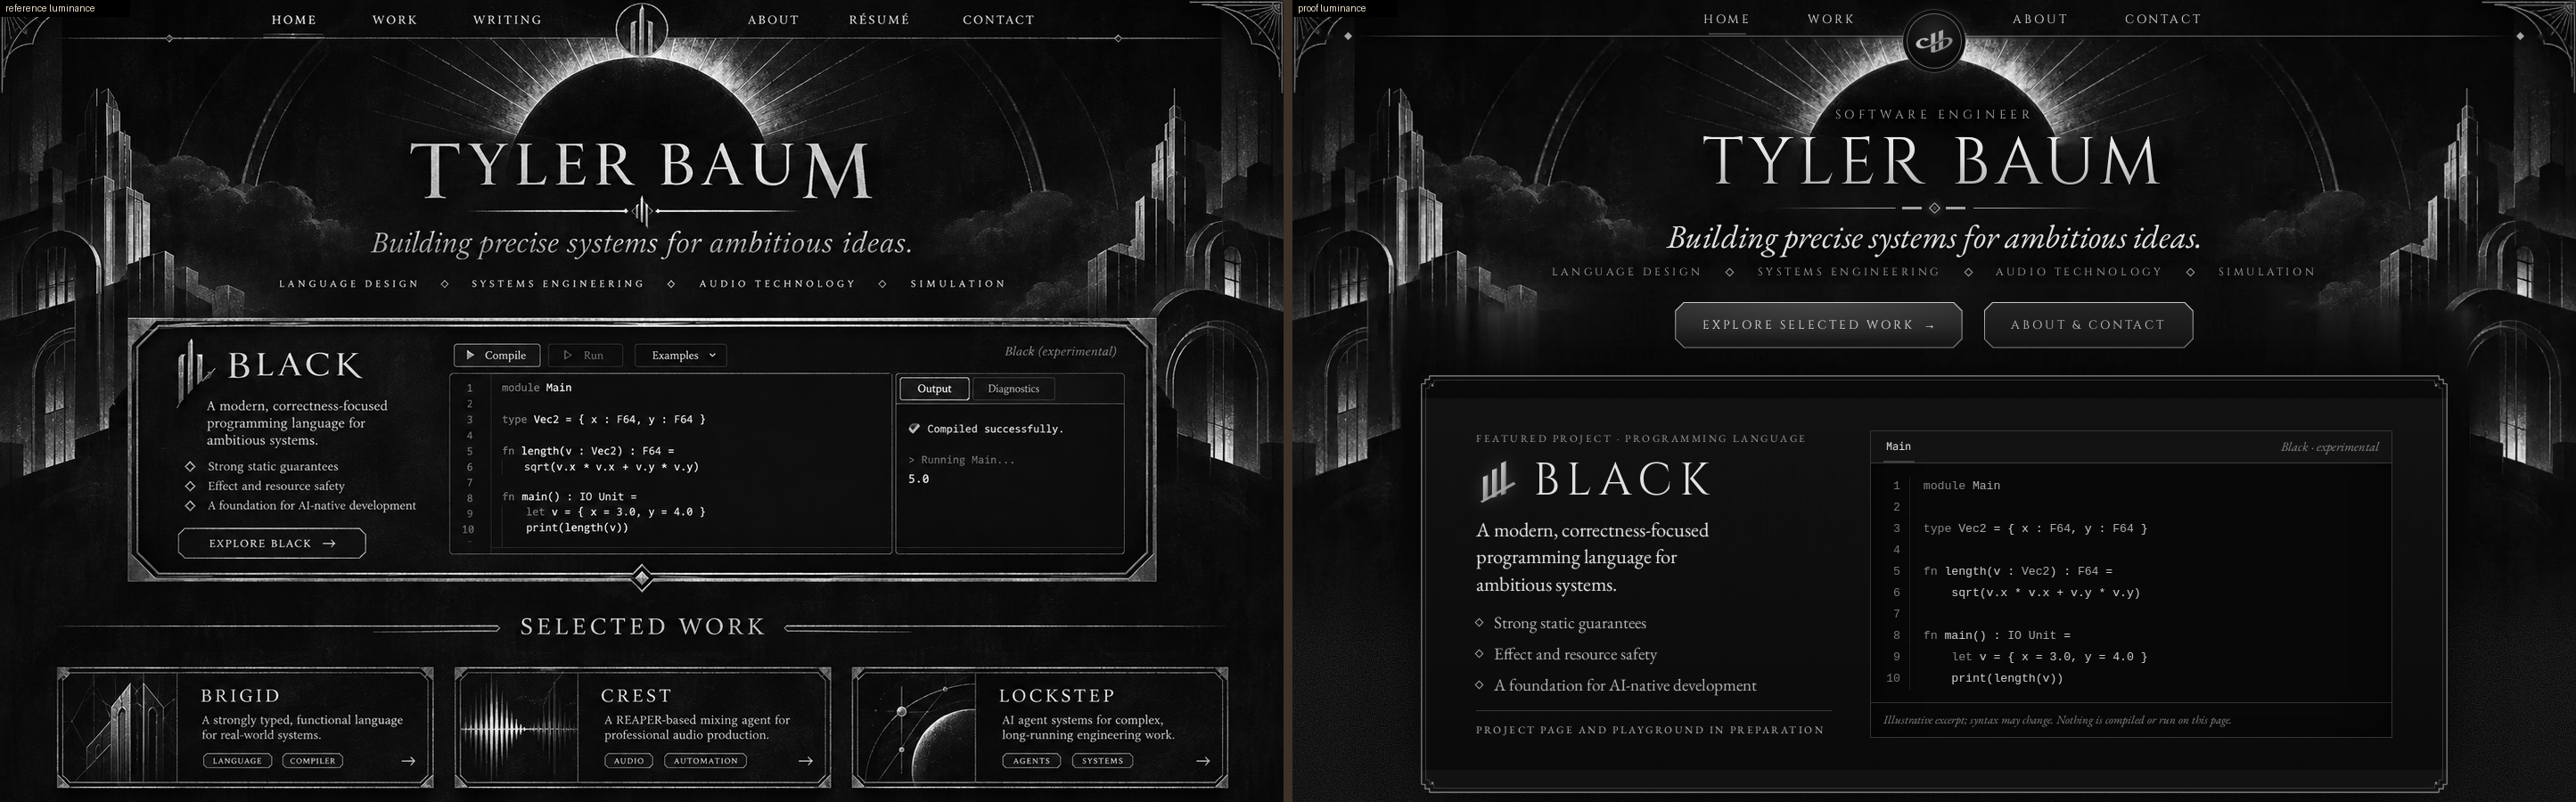 reference luminance
HOME WORK WRITING ABOUT RÉSUMÉ CONTACT
TYLER BAUM
Building precise systems for ambitious ideas.
LANGUAGE DESIGN ◇ SYSTEMS ENGINEERING ◇ AUDIO TECHNOLOGY ◇ SIMULATION
BLACK
A modern, correctness-focused
programming language for
ambitious systems.
Strong static guarantees
Effect and resource safety
A foundation for AI-native development
EXPLORE BLACK →
Compile Run Examples
Black (experimental)
1 module Main
2
3 type Vec2 = { x : F64, y : F64 }
4
5 fn length(v : Vec2) : F64 =
6 sqrt(v.x * v.x + v.y * v.y)
7
8 fn main() : IO Unit =
9 let v = { x = 3.0, y = 4.0 }
10 print(length(v))
Output Diagnostics
Compiled successfully.
> Running Main...
5.0
SELECTED WORK
BRIGID
A strongly typed, functional language
for real-world systems.
LANGUAGE COMPILER →
CREST
A REAPER-based mixing agent for
professional audio production.
AUDIO AUTOMATION →
LOCKSTEP
AI agent systems for complex,
long-running engineering work.
AGENTS SYSTEMS →
proof luminance
HOME WORK ABOUT CONTACT
SOFTWARE ENGINEER
TYLER BAUM
Building precise systems for ambitious ideas.
LANGUAGE DESIGN ◇ SYSTEMS ENGINEERING ◇ AUDIO TECHNOLOGY ◇ SIMULATION
EXPLORE SELECTED WORK → ABOUT & CONTACT
FEATURED PROJECT · PROGRAMMING LANGUAGE
BLACK
A modern, correctness-focused
programming language for
ambitious systems.
Strong static guarantees
Effect and resource safety
A foundation for AI-native development
PROJECT PAGE AND PLAYGROUND IN PREPARATION
Main Black · experimental
1 module Main
2
3 type Vec2 = { x : F64, y : F64 }
4
5 fn length(v : Vec2) : F64 =
6 sqrt(v.x * v.x + v.y * v.y)
7
8 fn main() : IO Unit =
9 let v = { x = 3.0, y = 4.0 }
10 print(length(v))
Illustrative excerpt; syntax may change. Nothing is compiled or run on this page.